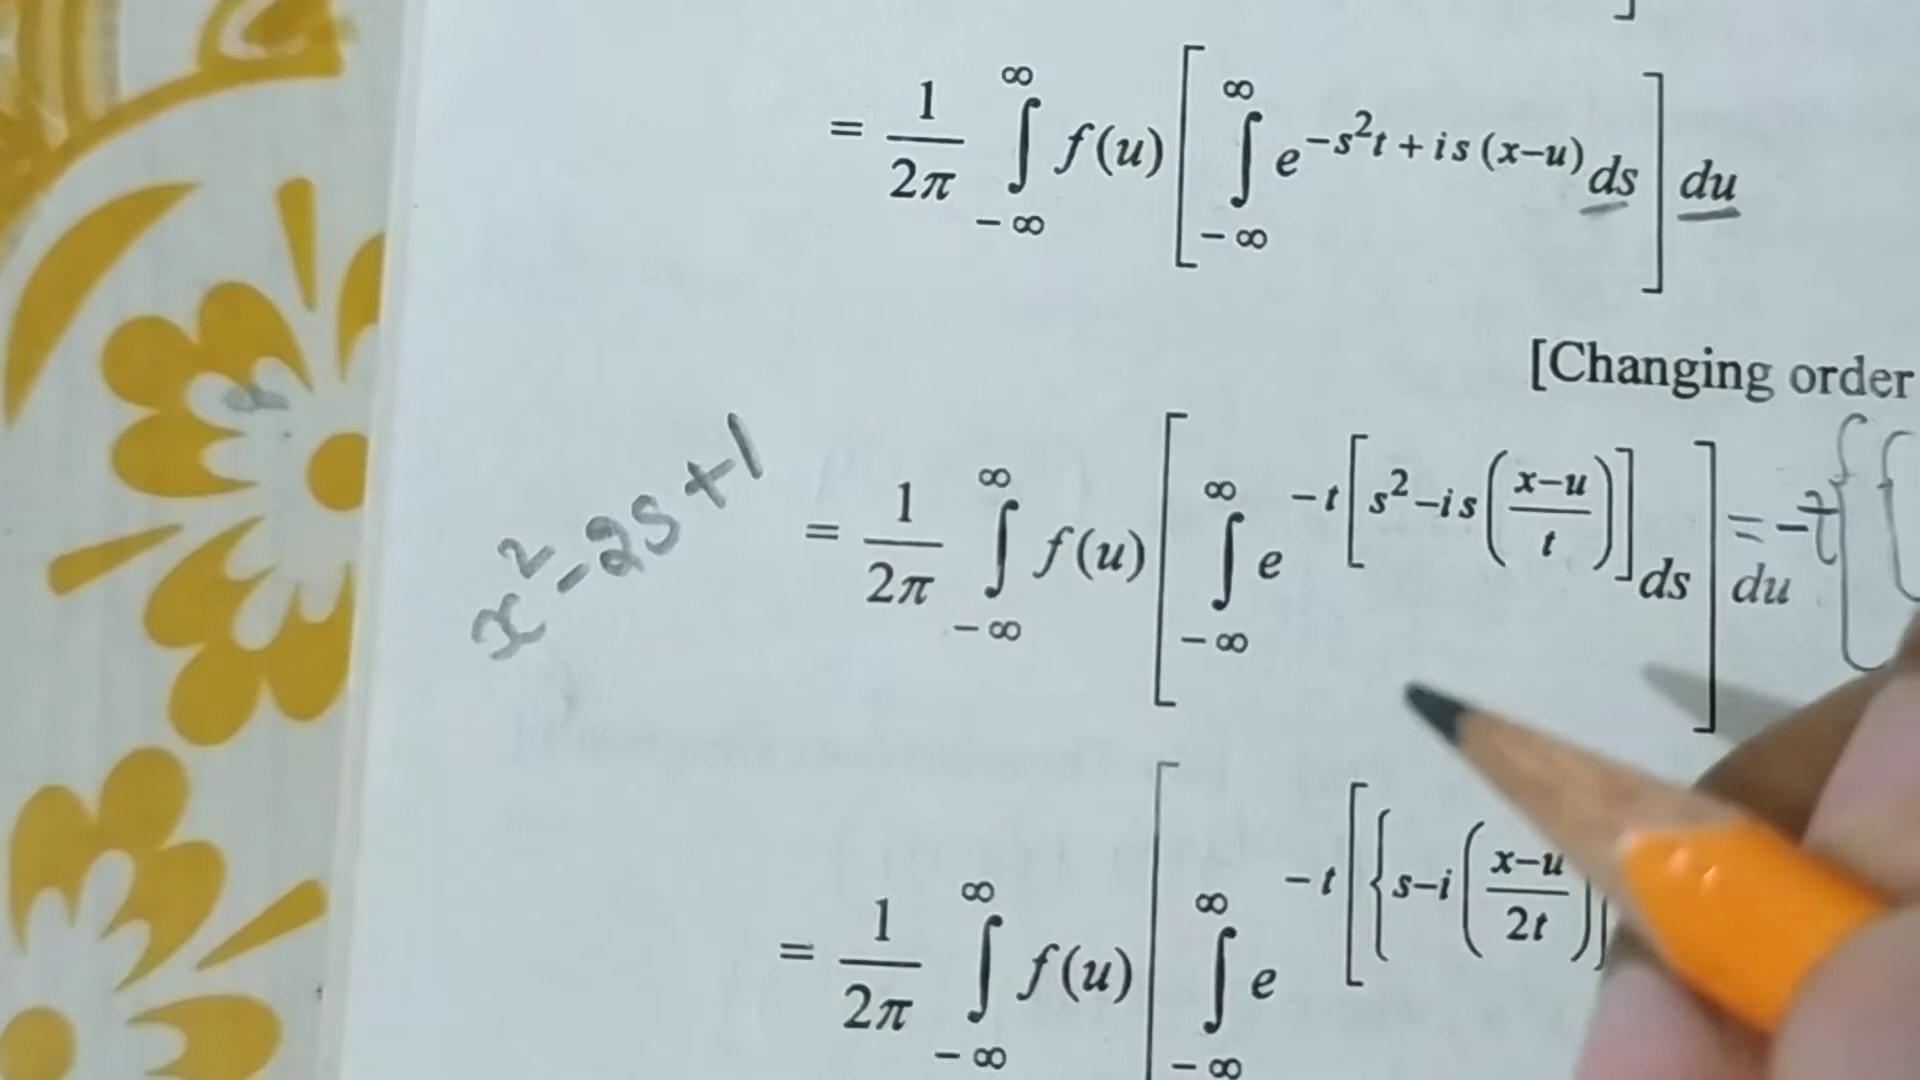 = 1/2π ∫_{-∞}^{∞} f(u) [ ∫_{-∞}^{∞} e^{-s²t + is(x-u)} ds ] du
[Changing order
= 1/2π ∫_{-∞}^{∞} f(u) [ ∫_{-∞}^{∞} e^{-t[s² - is((x-u)/t)]} ds ] du = -t{{
x² - 2s + 1
= 1/2π ∫_{-∞}^{∞} f(u) [ ∫_{-∞}^{∞} e^{-t[{s - i((x-u)/2t)